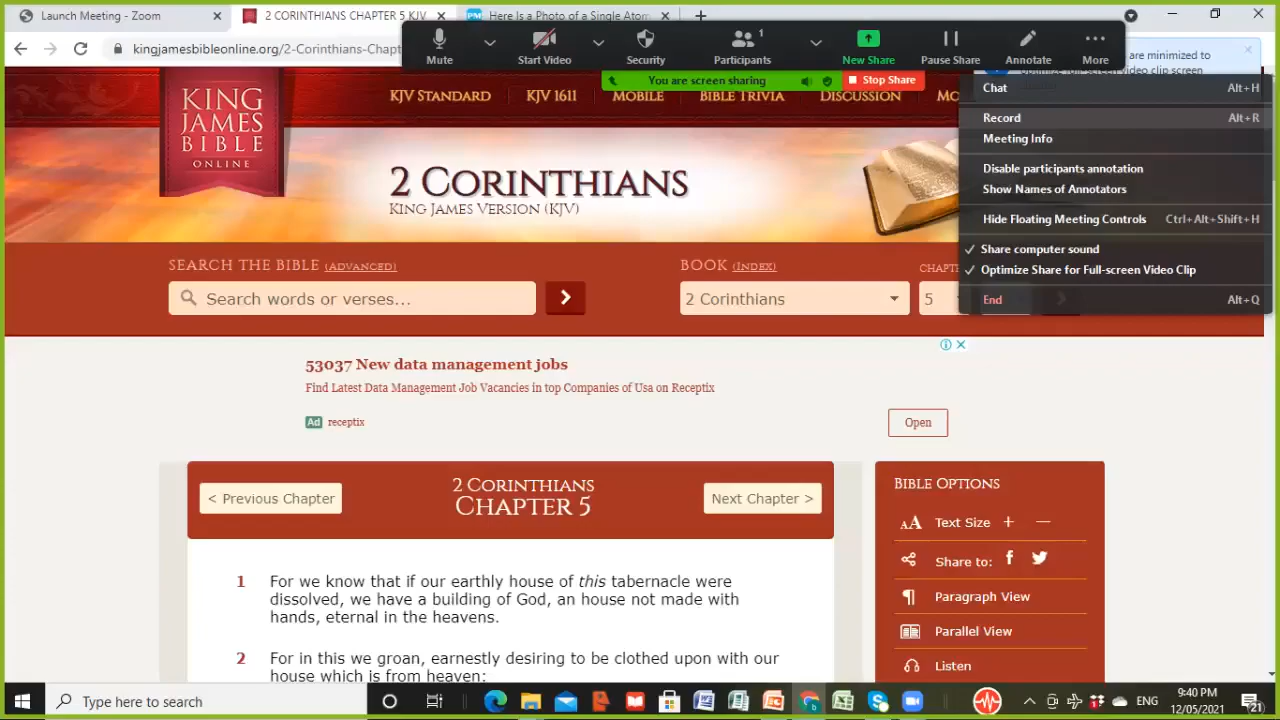 Launch Meeting - Zoom
2 CORINTHIANS CHAPTER 5 KJV
Here Is a Photo of a Single Atom
kingjamesbibleonline.org/2-Corinthians-Chapt
Mute
Start Video
Security
1
Participants
New Share
Pause Share
Annotate
More
are minimized to
Optimize full-screen video clip screen
You are screen sharing
Stop Share
Chat Alt+H
Record Alt+R
Meeting Info
Disable participants annotation
Show Names of Annotators
Hide Floating Meeting Controls Ctrl+Alt+Shift+H
Share computer sound
Optimize Share for Full-screen Video Clip
End Alt+Q
KING
JAMES
BIBLE
ONLINE
KJV STANDARD
KJV 1611
MOBILE
BIBLE TRIVIA
DISCUSSION
2 CORINTHIANS
KING JAMES VERSION (KJV)
SEARCH THE BIBLE (ADVANCED)
Search words or verses...
BOOK (INDEX)
2 Corinthians
CHAPTE
5
53037 New data management jobs
Find Latest Data Management Job Vacancies in top Companies of Usa on Receptix
Ad receptix
Open
< Previous Chapter
2 CORINTHIANS
CHAPTER 5
Next Chapter >
1 For we know that if our earthly house of this tabernacle were
dissolved, we have a building of God, an house not made with
hands, eternal in the heavens.
2 For in this we groan, earnestly desiring to be clothed upon with our
house which is from heaven:
BIBLE OPTIONS
AA Text Size + —
Share to:
Paragraph View
Parallel View
Listen
Type here to search
ENG
9:40 PM
12/05/2021
21